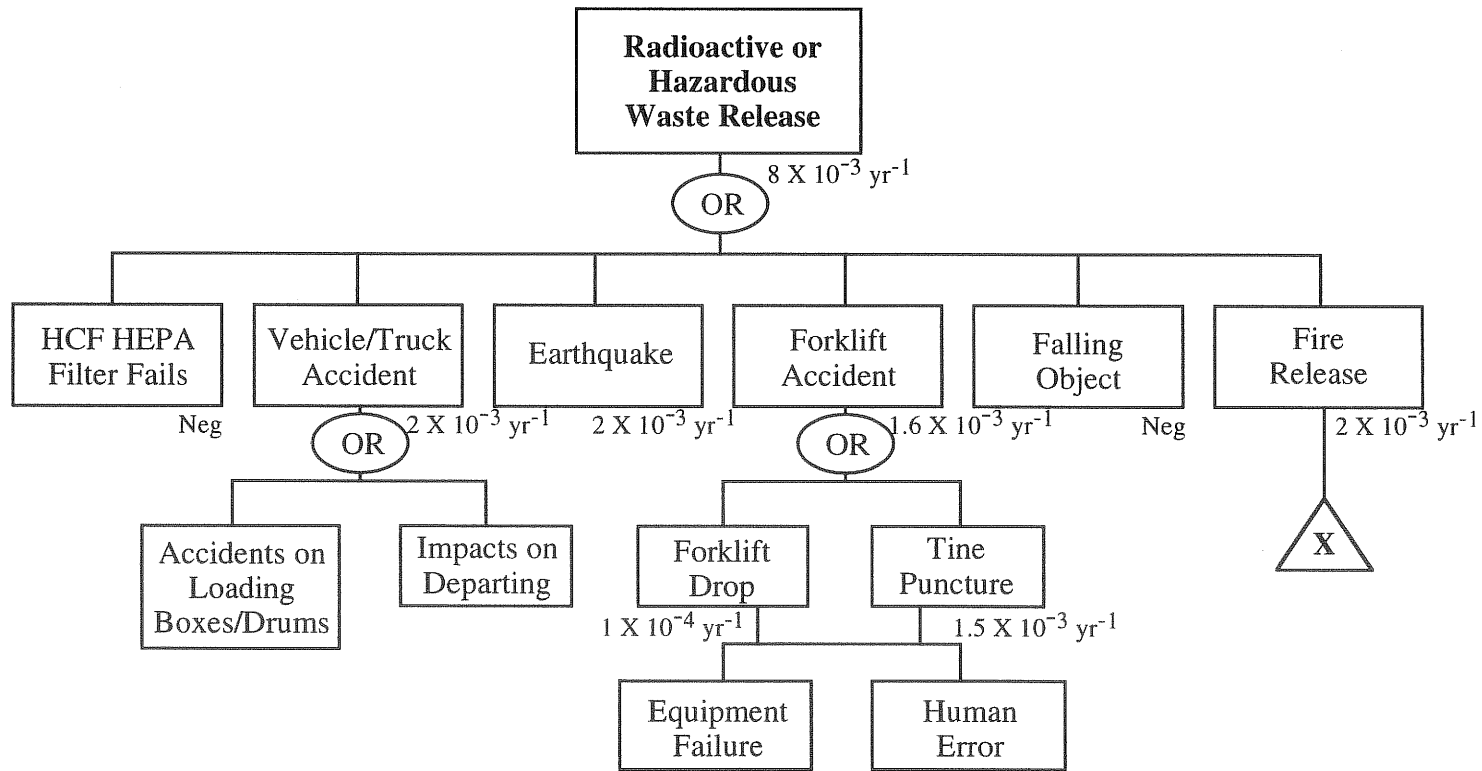 Radioactive or
Hazardous
Waste Release
8 X 10⁻³ yr⁻¹
OR
HCF HEPA
Filter Fails
Neg
Vehicle/Truck
Accident
2 X 10⁻³ yr⁻¹
Earthquake
2 X 10⁻³ yr⁻¹
Forklift
Accident
1.6 X 10⁻³ yr⁻¹
Falling
Object
Neg
Fire
Release
2 X 10⁻³ yr⁻¹
OR
OR
Accidents on
Loading
Boxes/Drums
Impacts on
Departing
Forklift
Drop
1 X 10⁻⁴ yr⁻¹
Tine
Puncture
1.5 X 10⁻³ yr⁻¹
X
Equipment
Failure
Human
Error